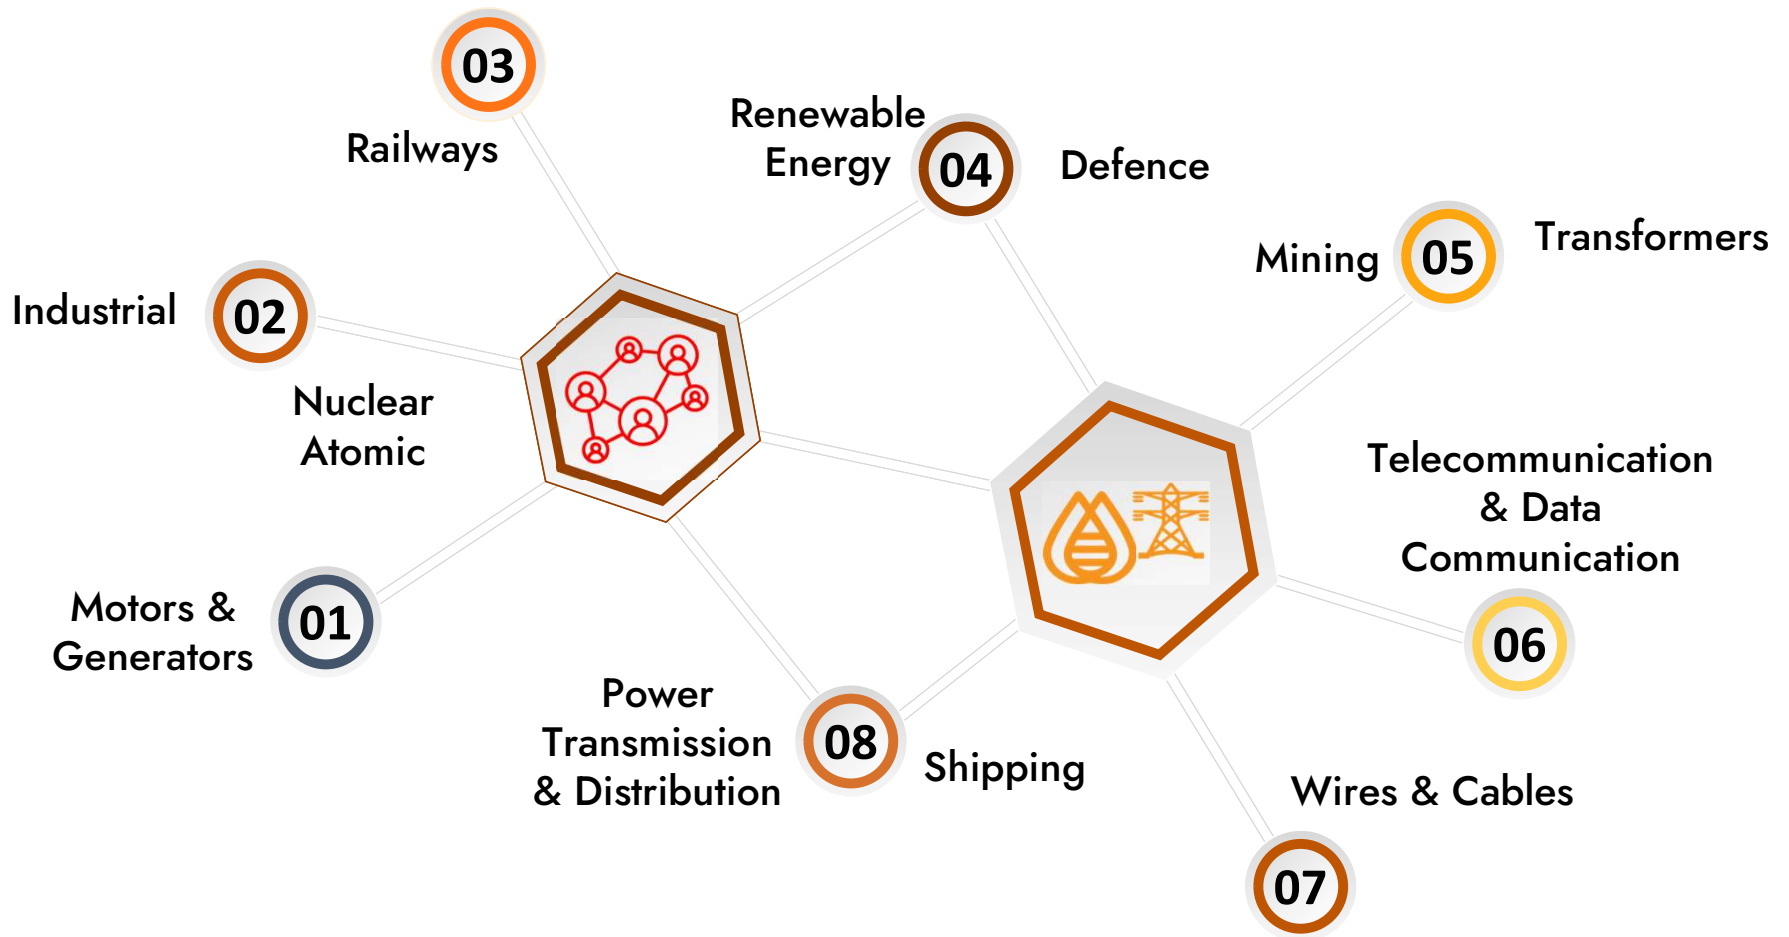 03
Railways
Renewable
Energy
04
Defence
Mining
05
Transformers
Industrial
02
Nuclear
Atomic
Telecommunication
& Data
Communication
Motors &
Generators
01
06
Power
Transmission
& Distribution
08
Shipping
Wires & Cables
07